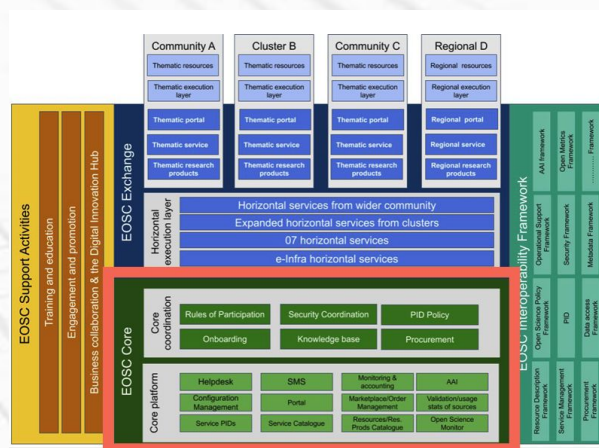 Community A
Cluster B
Community C
Regional D
Thematic resources
Thematic resources
Thematic resources
Regional resources
Thematic execution
layer
Thematic execution
layer
Thematic execution
layer
Regional execution
layer
Thematic portal
Thematic portal
Thematic portal
Regional portal
Thematic service
Thematic service
Thematic service
Regional service
Thematic research
products
Thematic research
products
Thematic research
products
Regional research
products
EOSC Support Activities
Training and education
Engagement and promotion
Business collaboration & the Digital Innovation Hub
EOSC Exchange
Horizontal
execution layer
Horizontal services from wider community
Expanded horizontal services from clusters
07 horizontal services
e-Infra horizontal services
EOSC Core
Core
coordination
Rules of Participation
Security Coordination
PID Policy
Onboarding
Knowledge base
Procurement
Core platform
Helpdesk
SMS
Monitoring &
accounting
AAI
Configuration
Management
Portal
Marketplace/Order
Management
Validation/usage
stats of sources
Service PIDs
Service Catalogue
Resources/Res.
Prods Catalogue
Open Science
Monitor
EOSC Interoperability Framework
AAI framework
Open Metrics
Framework
............ Framework
Operational Support
Framework
Security Framework
Metadata Framework
Open Science Policy
Framework
PID
Data access
Framework
Resource Description
Framework
Service Management
Framework
Procurement
Framework